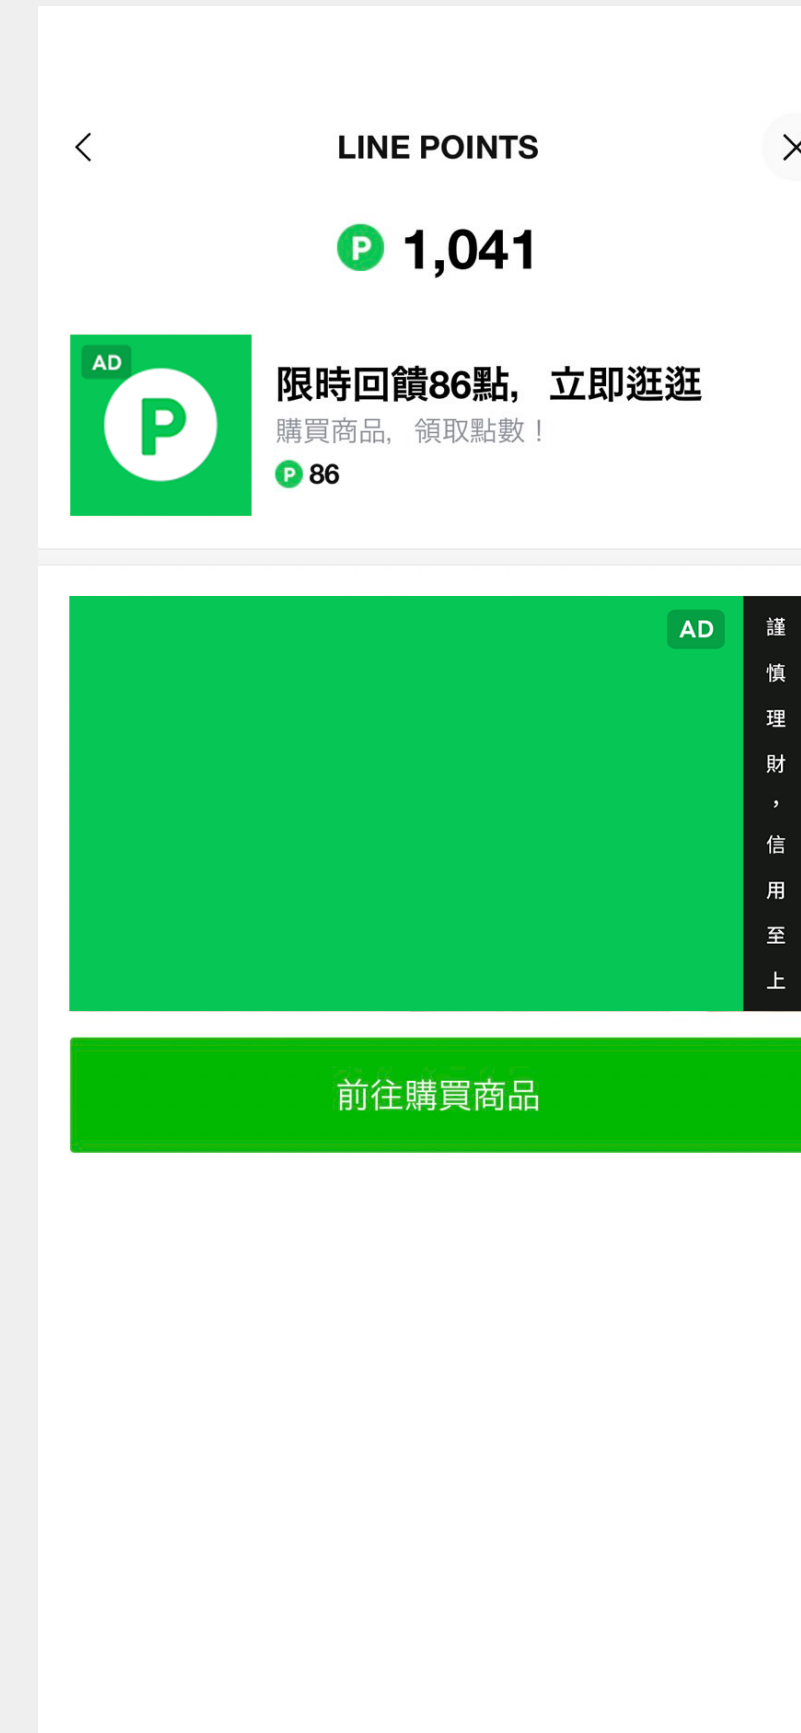 LINE POINTS
P 1,041
AD
P
限時回饋86點，立即逛逛
購買商品，領取點數！
P 86
AD
謹慎理財，信用至上
前往購買商品